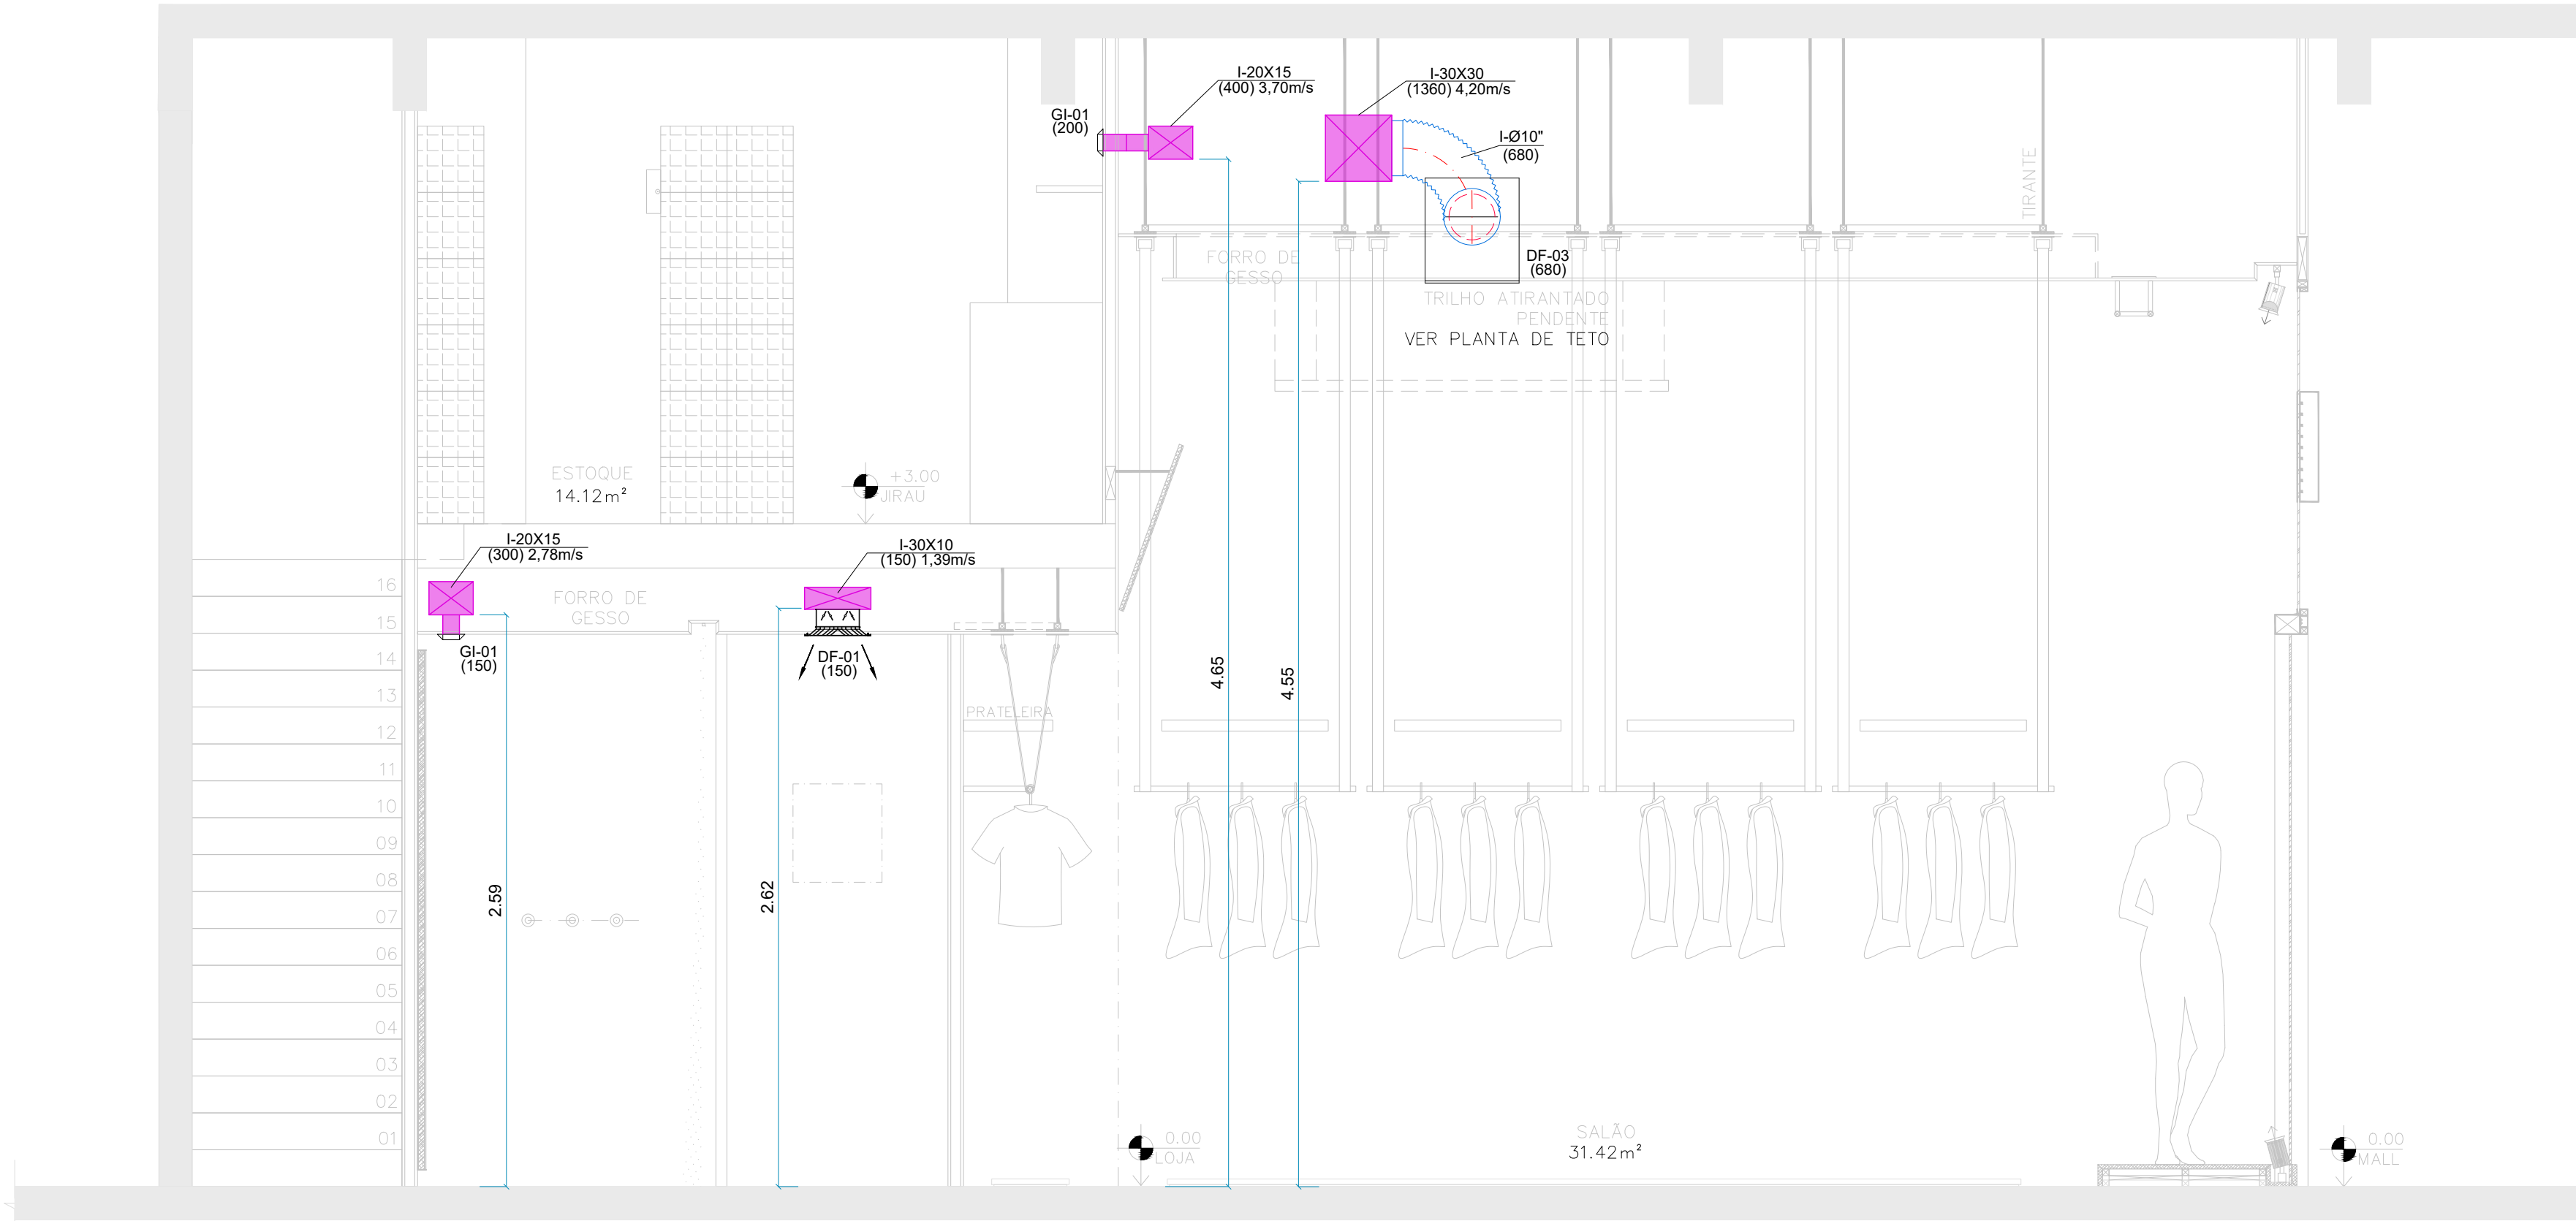 I-20X15
(400) 3,70m/s
I-30X30
(1360) 4,20m/s
GI-01
(200)
I-Ø10"
(680)
TIRANTE
FORRO DE
GESSO
DF-03
(680)
TRILHO ATIRANTADO
PENDENTE
VER PLANTA DE TETO
ESTOQUE
14.12m²
+3.00
JIRAU
I-20X15
(300) 2,78m/s
I-30X10
(150) 1,39m/s
FORRO DE
GESSO
GI-01
(150)
DF-01
(150)
4.65
4.55
PRATELEIRA
2.59
2.62
16
15
14
13
12
11
10
09
08
07
06
05
04
03
02
01
0.00
LOJA
SALÃO
31.42m²
0.00
MALL